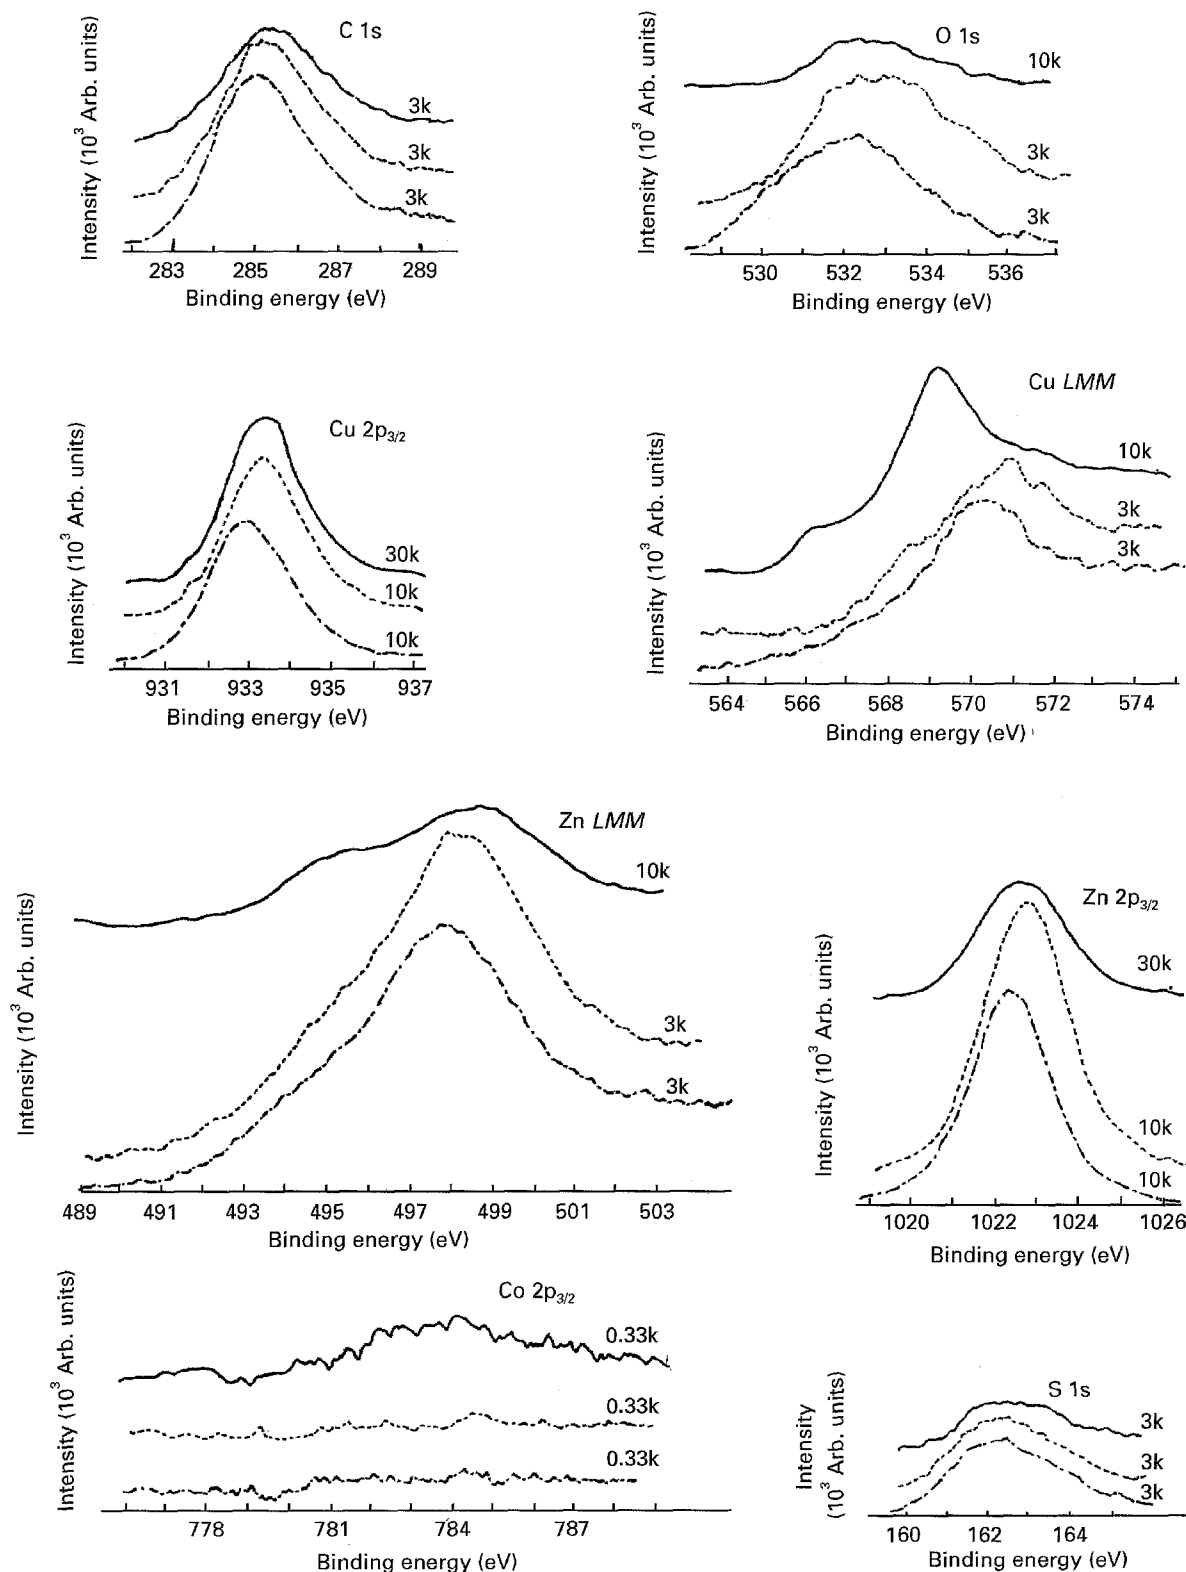 C 1s
Intensity (10³ Arb. units)
3k
3k
3k
283 285 287 289
Binding energy (eV)
O 1s
Intensity (10³ Arb. units)
10k
3k
3k
530 532 534 536
Binding energy (eV)
Cu 2p3/2
Intensity (10³ Arb. units)
30k
10k
10k
931 933 935 937
Binding energy (eV)
Cu LMM
Intensity (10³ Arb. units)
10k
3k
3k
564 566 568 570 572 574
Binding energy (eV)
Zn LMM
Intensity (10³ Arb. units)
10k
3k
3k
489 491 493 495 497 499 501 503
Binding energy (eV)
Zn 2p3/2
Intensity (10³ Arb. units)
30k
10k
10k
1020 1022 1024 1026
Binding energy (eV)
Co 2p3/2
Intensity (10³ Arb. units)
0.33k
0.33k
0.33k
778 781 784 787
Binding energy (eV)
S 1s
Intensity
(10³ Arb. units)
3k
3k
3k
160 162 164
Binding energy (eV)